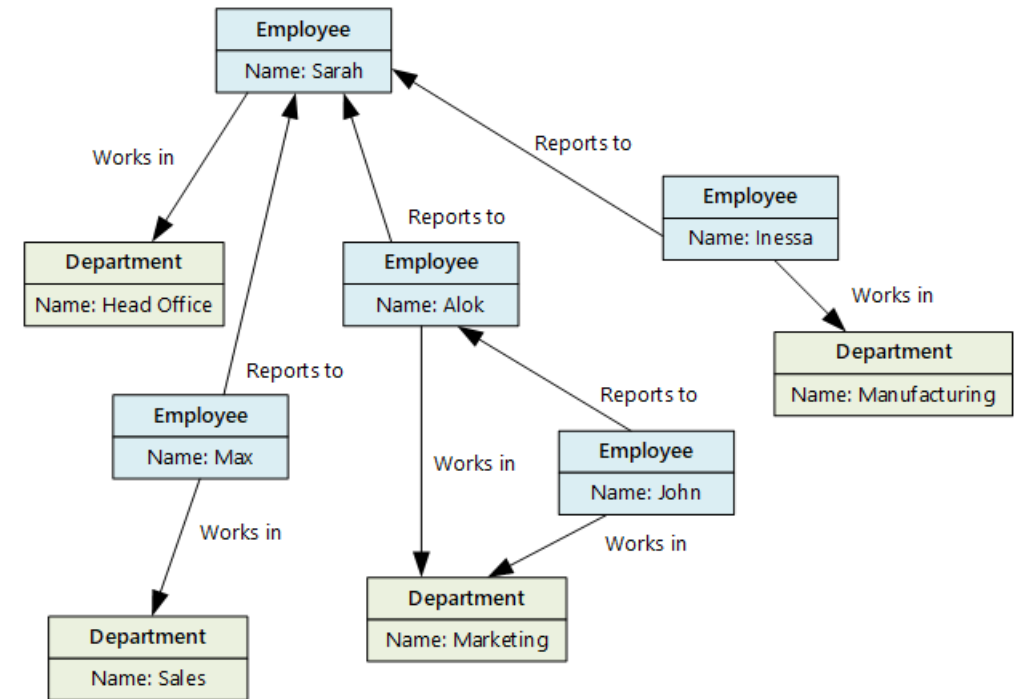 Employee
Name: Sarah
Reports to
Works in
Employee
Name: Inessa
Reports to
Department
Name: Head Office
Employee
Name: Alok
Works in
Department
Name: Manufacturing
Reports to
Employee
Name: Max
Reports to
Works in
Employee
Name: John
Works in
Works in
Department
Name: Marketing
Department
Name: Sales